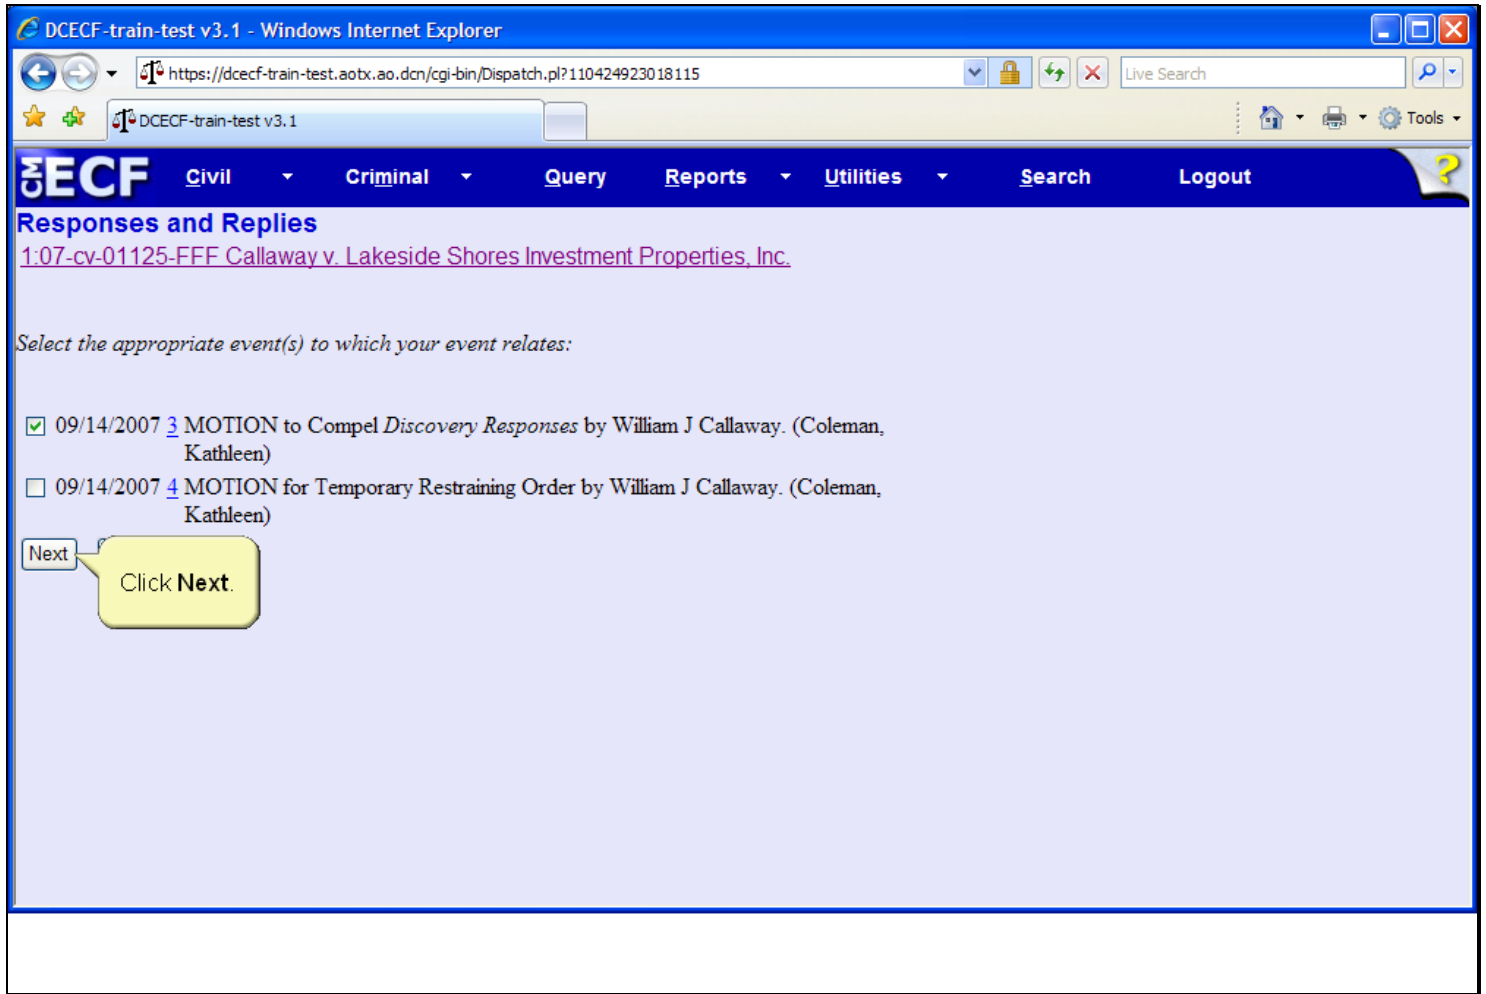 DCECF-train-test v3.1 - Windows Internet Explorer
https://dcecf-train-test.aotx.ao.dcn/cgi-bin/Dispatch.pl?110424923018115
Live Search
DCECF-train-test v3.1
Tools
CM ECF Civil Criminal Query Reports Utilities Search Logout ?
Responses and Replies
1:07-cv-01125-FFF Callaway v. Lakeside Shores Investment Properties, Inc.
Select the appropriate event(s) to which your event relates:
09/14/2007 3 MOTION to Compel Discovery Responses by William J Callaway. (Coleman,
Kathleen)
09/14/2007 4 MOTION for Temporary Restraining Order by William J Callaway. (Coleman,
Kathleen)
Next
Click Next.